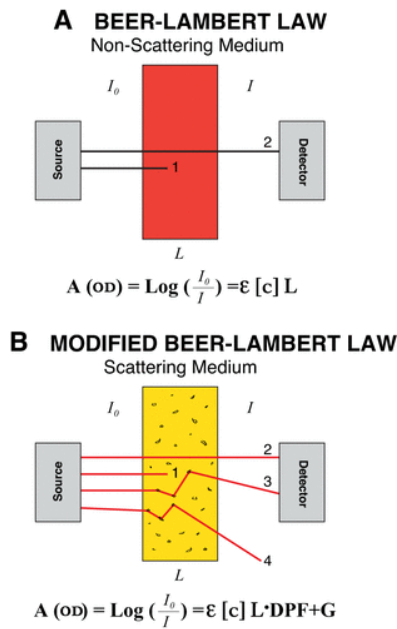 A BEER-LAMBERT LAW
Non-Scattering Medium
I₀ I
Source 1 2 Detector
L
A (OD) = Log (I₀/I) =ε [c] L
B MODIFIED BEER-LAMBERT LAW
Scattering Medium
I₀ I
Source 1 2 3 4 Detector
L
A (OD) = Log (I₀/I) =ε [c] L•DPF+G